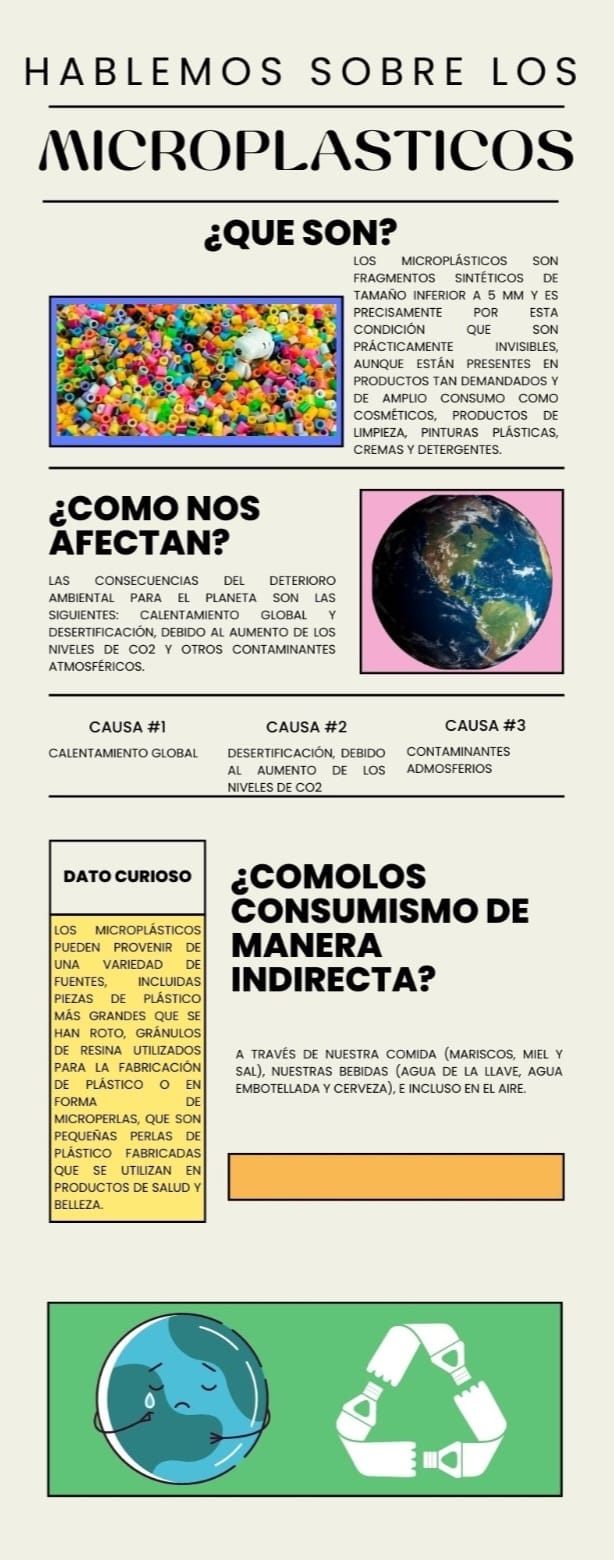 HABLEMOS SOBRE LOS
MICROPLASTICOS
¿QUE SON?
LOS MICROPLÁSTICOS SON
FRAGMENTOS SINTÉTICOS DE
TAMAÑO INFERIOR A 5 MM Y ES
PRECISAMENTE POR ESTA
CONDICIÓN QUE SON
PRÁCTICAMENTE INVISIBLES,
AUNQUE ESTÁN PRESENTES EN
PRODUCTOS TAN DEMANDADOS Y
DE AMPLIO CONSUMO COMO
COSMÉTICOS, PRODUCTOS DE
LIMPIEZA, PINTURAS PLÁSTICAS,
CREMAS Y DETERGENTES.
¿COMO NOS
AFECTAN?
LAS CONSECUENCIAS DEL DETERIORO
AMBIENTAL PARA EL PLANETA SON LAS
SIGUIENTES: CALENTAMIENTO GLOBAL Y
DESERTIFICACIÓN, DEBIDO AL AUMENTO DE LOS
NIVELES DE CO2 Y OTROS CONTAMINANTES
ATMOSFÉRICOS.
CAUSA #1
CALENTAMIENTO GLOBAL
CAUSA #2
DESERTIFICACIÓN, DEBIDO
AL AUMENTO DE LOS
NIVELES DE CO2
CAUSA #3
CONTAMINANTES
ADMOSFERIOS
DATO CURIOSO
LOS MICROPLÁSTICOS
PUEDEN PROVENIR DE
UNA VARIEDAD DE
FUENTES, INCLUIDAS
PIEZAS DE PLÁSTICO
MÁS GRANDES QUE SE
HAN ROTO, GRÁNULOS
DE RESINA UTILIZADOS
PARA LA FABRICACIÓN
DE PLÁSTICO O EN
FORMA DE
MICROPERLAS, QUE SON
PEQUEÑAS PERLAS DE
PLÁSTICO FABRICADAS
QUE SE UTILIZAN EN
PRODUCTOS DE SALUD Y
BELLEZA.
¿COMOLOS
CONSUMISMO DE
MANERA
INDIRECTA?
A TRAVÉS DE NUESTRA COMIDA (MARISCOS, MIEL Y
SAL), NUESTRAS BEBIDAS (AGUA DE LA LLAVE, AGUA
EMBOTELLADA Y CERVEZA), E INCLUSO EN EL AIRE.